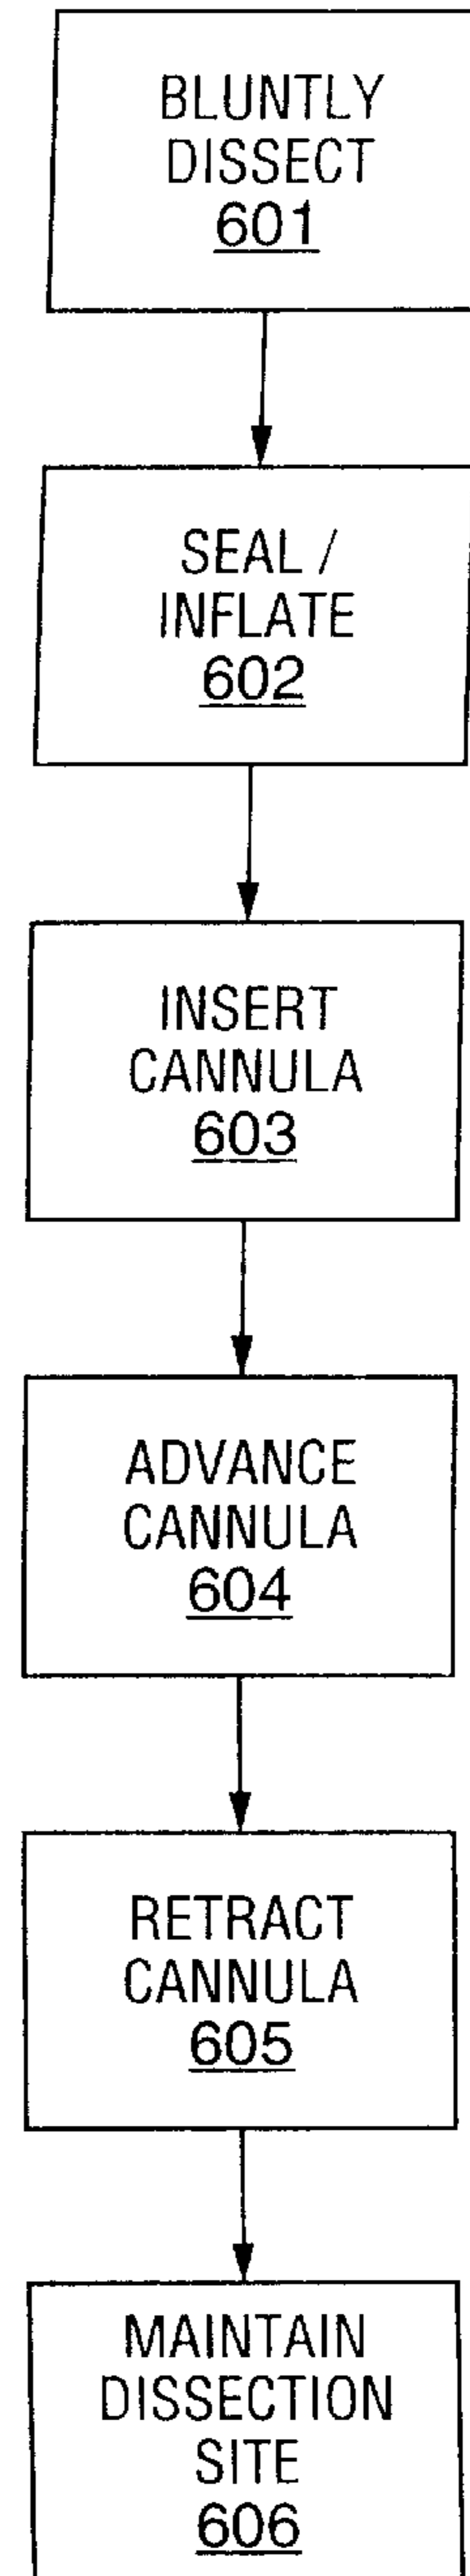 BLUNTLY
DISSECT
601
SEAL /
INFLATE
602
INSERT
CANNULA
603
ADVANCE
CANNULA
604
RETRACT
CANNULA
605
MAINTAIN
DISSECTION
SITE
606